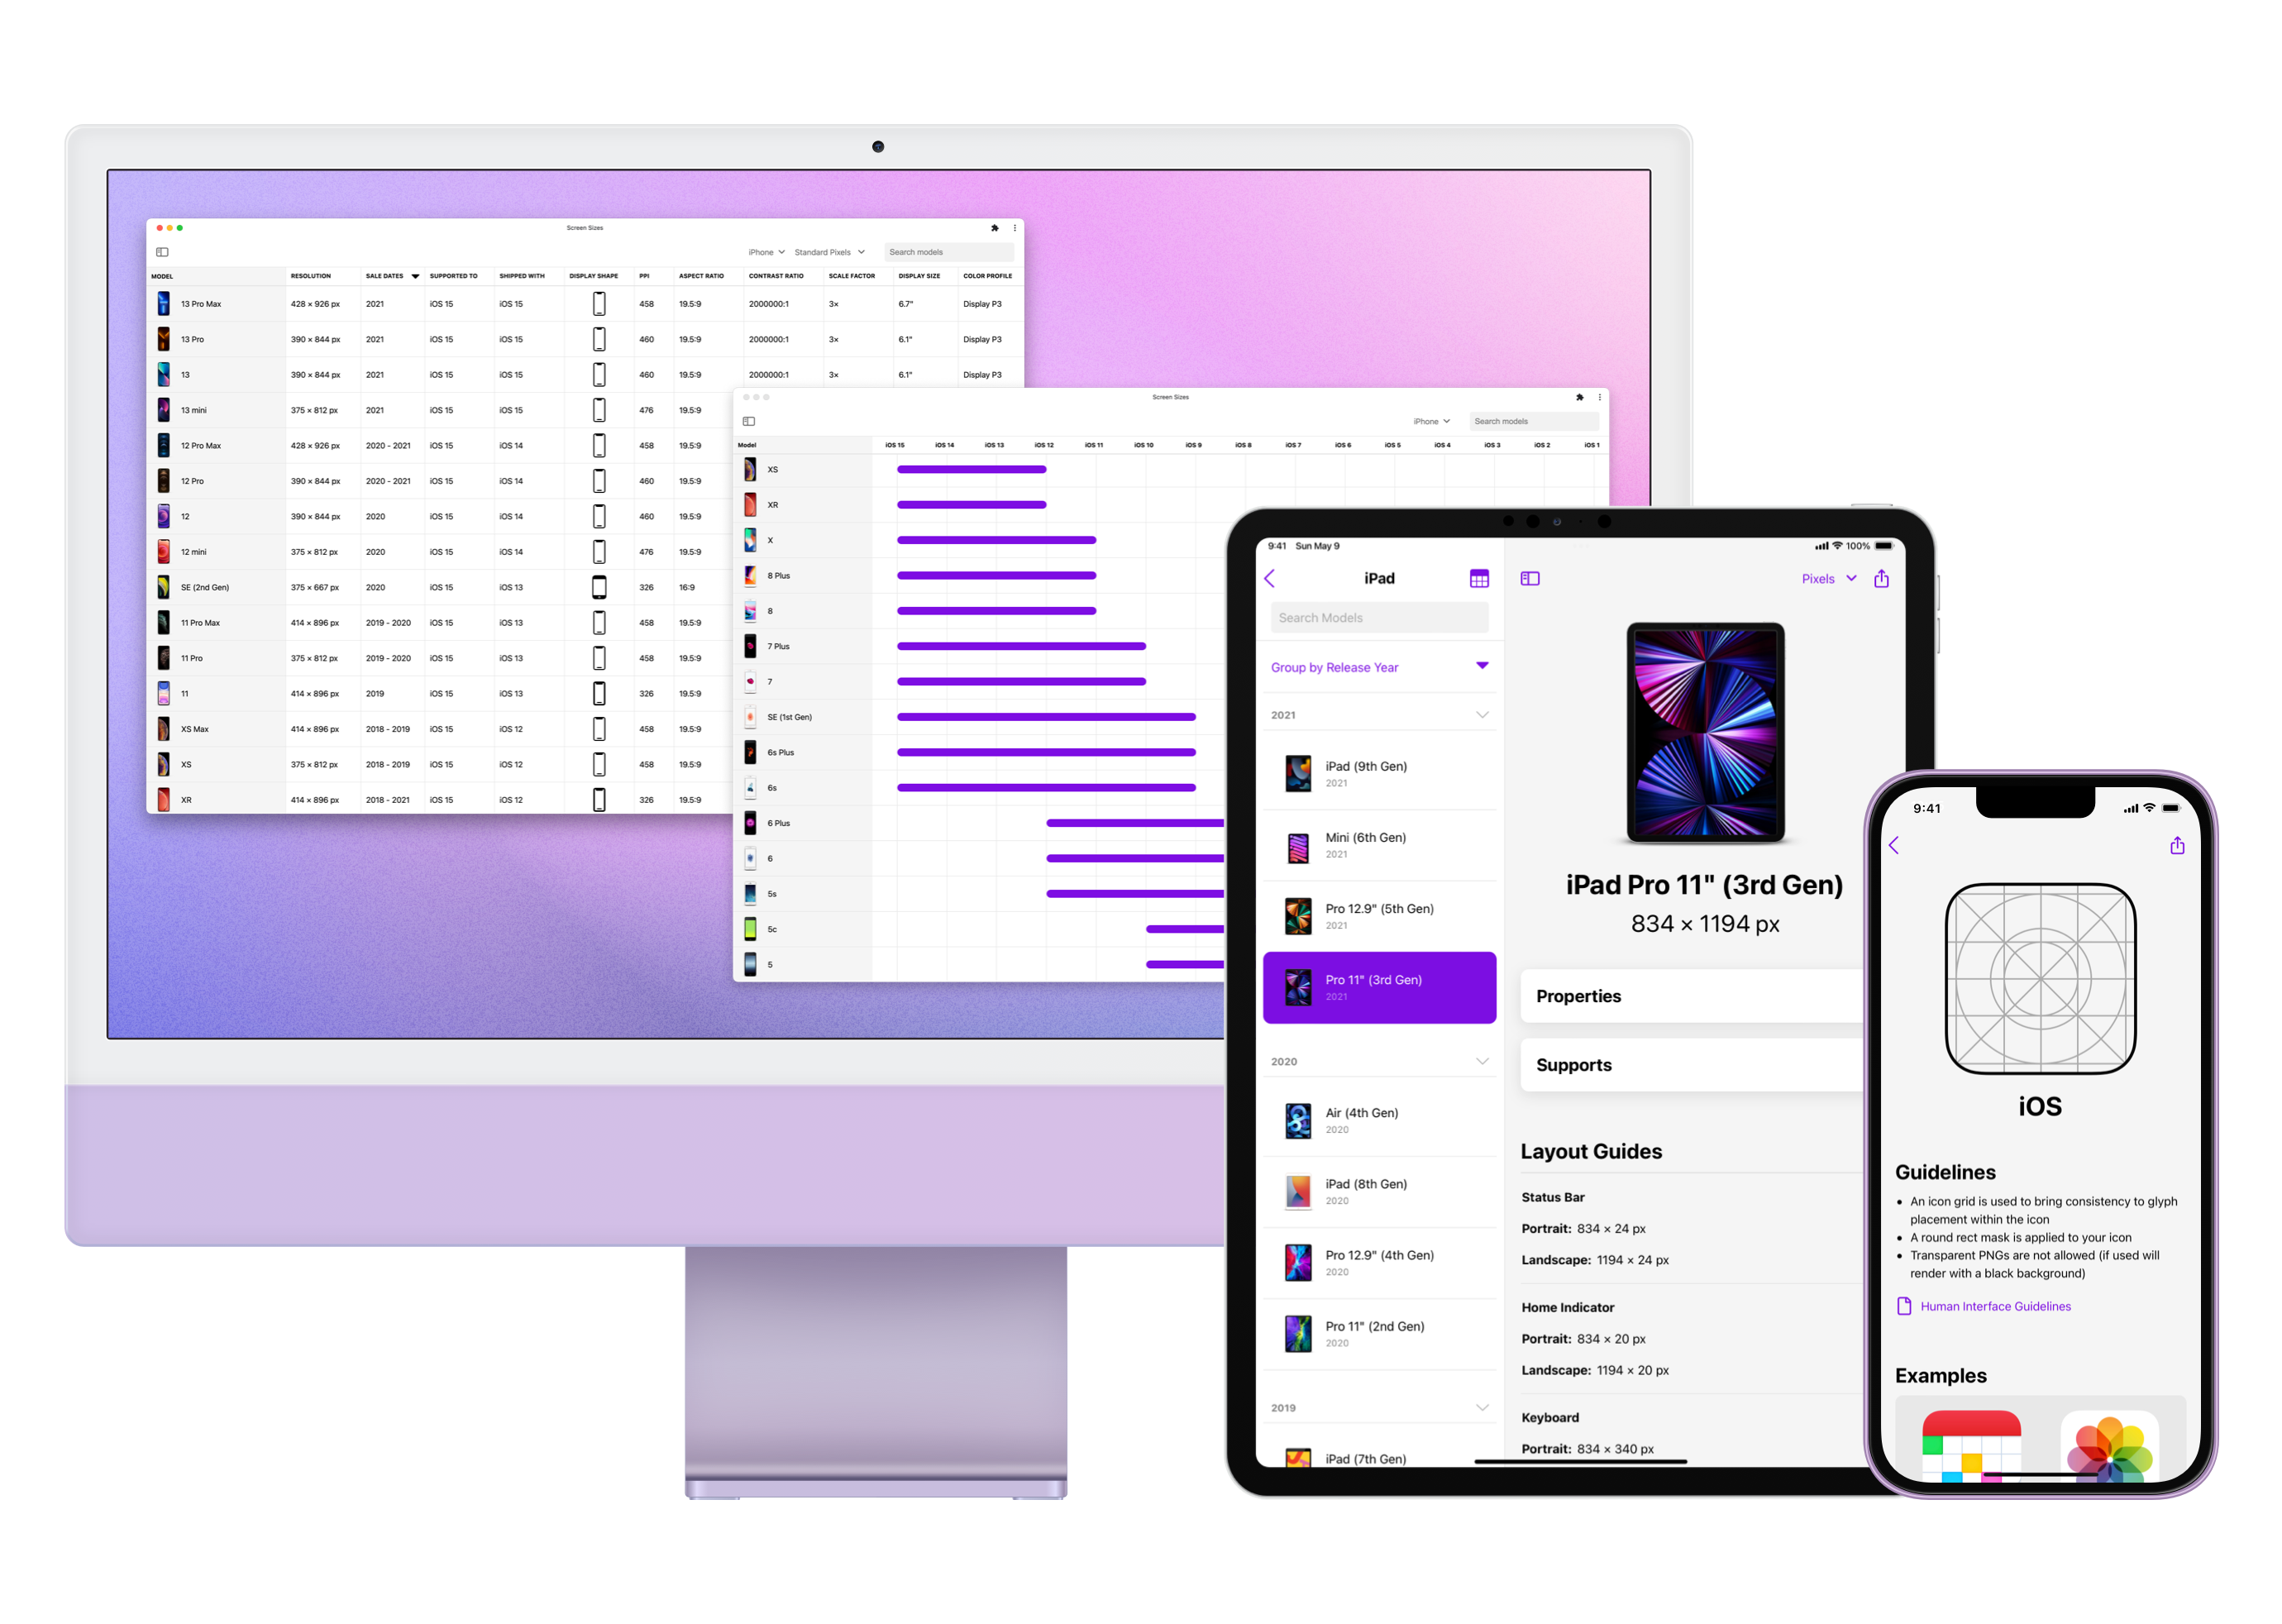 Screen Sizes
iPhone Standard Pixels Search models
MODEL RESOLUTION SALE DATES SUPPORTED TO SHIPPED WITH DISPLAY SHAPE PPI ASPECT RATIO CONTRAST RATIO SCALE FACTOR DISPLAY SIZE COLOR PROFILE
13 Pro Max 428 × 926 px 2021 iOS 15 iOS 15 458 19.5:9 2000000:1 3× 6.7" Display P3
13 Pro 390 × 844 px 2021 iOS 15 iOS 15 460 19.5:9 2000000:1 3× 6.1" Display P3
13 390 × 844 px 2021 iOS 15 iOS 15 460 19.5:9 2000000:1 3× 6.1" Display P3
13 mini 375 × 812 px 2021 iOS 15 iOS 15 476 19.5:9
12 Pro Max 428 × 926 px 2020 - 2021 iOS 15 iOS 14 458 19.5:9
12 Pro 390 × 844 px 2020 - 2021 iOS 15 iOS 14 460 19.5:9
12 390 × 844 px 2020 iOS 15 iOS 14 460 19.5:9
12 mini 375 × 812 px 2020 iOS 15 iOS 14 476 19.5:9
SE (2nd Gen) 375 × 667 px 2020 iOS 15 iOS 13 326 16:9
11 Pro Max 414 × 896 px 2019 - 2020 iOS 15 iOS 13 458 19.5:9
11 Pro 375 × 812 px 2019 - 2020 iOS 15 iOS 13 458 19.5:9
11 414 × 896 px 2019 iOS 15 iOS 13 326 19.5:9
XS Max 414 × 896 px 2018 - 2019 iOS 15 iOS 12 458 19.5:9
XS 375 × 812 px 2018 - 2019 iOS 15 iOS 12 458 19.5:9
XR 414 × 896 px 2018 - 2021 iOS 15 iOS 12 326 19.5:9
Screen Sizes
iPhone Search models
Model iOS 15 iOS 14 iOS 13 iOS 12 iOS 11 iOS 10 iOS 9 iOS 8 iOS 7 iOS 6 iOS 5 iOS 4 iOS 3 iOS 2 iOS 1
XS
XR
X
8 Plus
8
7 Plus
7
SE (1st Gen)
6s Plus
6s
6 Plus
6
5s
5c
5
9:41 Sun May 9 100%
iPad
Search Models
Group by Release Year
2021
iPad (9th Gen)
2021
Mini (6th Gen)
2021
Pro 12.9" (5th Gen)
2021
Pro 11" (3rd Gen)
2021
2020
Air (4th Gen)
2020
iPad (8th Gen)
2020
Pro 12.9" (4th Gen)
2020
Pro 11" (2nd Gen)
2020
2019
iPad (7th Gen)
Pixels
iPad Pro 11" (3rd Gen)
834 × 1194 px
Properties
Supports
Layout Guides
Status Bar
Portrait: 834 × 24 px
Landscape: 1194 × 24 px
Home Indicator
Portrait: 834 × 20 px
Landscape: 1194 × 20 px
Keyboard
Portrait: 834 × 340 px
9:41
iOS
Guidelines
• An icon grid is used to bring consistency to glyph
placement within the icon
• A round rect mask is applied to your icon
• Transparent PNGs are not allowed (if used will
render with a black background)
Human Interface Guidelines
Examples